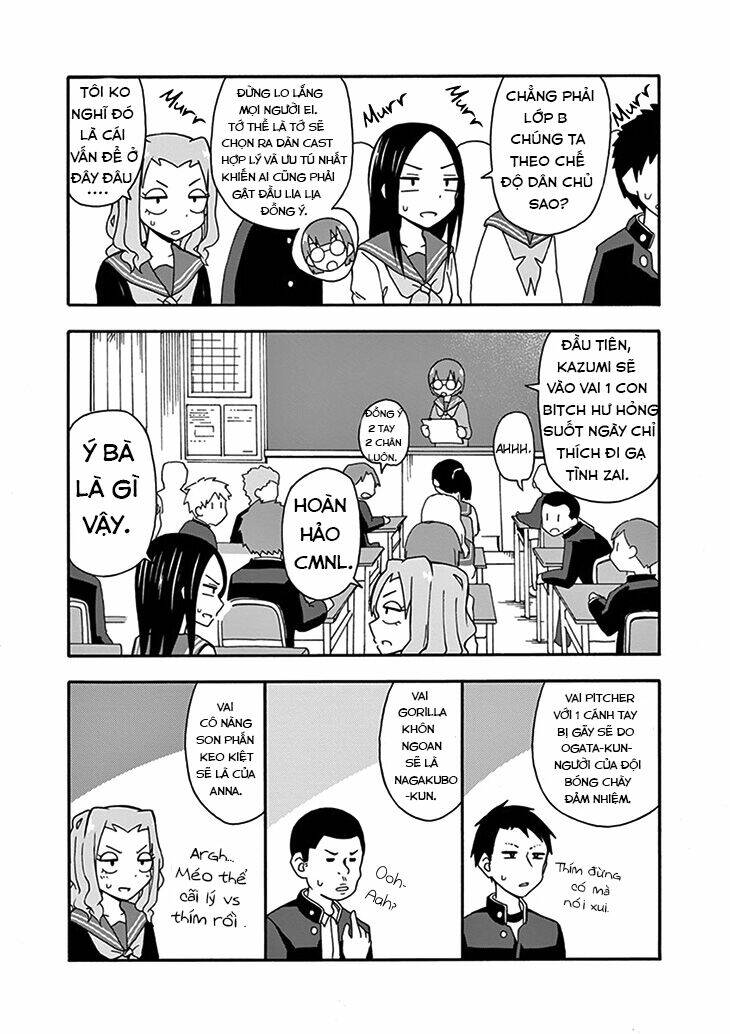 Murr
CHẲNG PHẢI
LỚP B
CHÚNG TA
THEO CHẾ
ĐỘ DÂN CHỦ
SAO?
Murr
ĐỪNG LO LẮNG
MỌI NGƯỜI EI.
TỚ THỀ LÀ TỚ SẼ
CHỌN RA DÀN CAST
HỢP LÝ VÀ ƯU TÚ NHẤT
KHIẾN AI CŨNG PHẢI
GẬT ĐẦU LIA LỊA
ĐỒNG Ý.
Murr
Murr
TÔI KO
NGHĨ ĐÓ
LÀ CÁI
VẤN ĐỀ Ở
ĐÂY ĐÂU
....
ĐẦU TIÊN,
KAZUMI SẼ
VÀO VAI 1 CON
BITCH HƯ HỎNG
SUỐT NGÀY CHỈ
THÍCH ĐI GẠ
TÌNH ZAI.
AHHH.
ĐỒNG Ý
2 TAY
2 CHÂN
LUÔN.
HOÀN
HẢO
CMNL.
Ý BÀ
LÀ GÌ
VẬY.
VAI PITCHER
VỚI 1 CÁNH TAY
BỊ GÃY SẼ DO
OGATA-KUN-
NGƯỜI CỦA ĐỘI
BÓNG CHÀY
ĐẢM NHIỆM.
Thím đừng
có mà
nói xui.
VAI
GORILLA
KHÔN
NGOAN
SẼ LÀ
NAGAKUBO
-KUN.
Ooh-
Aah?
VAI
CÔ NÀNG
SON PHẤN
KEO KIỆT
SẼ LÀ CỦA
ANNA.
Argh...
Méo thể
cãi lý vs
thím rồi.